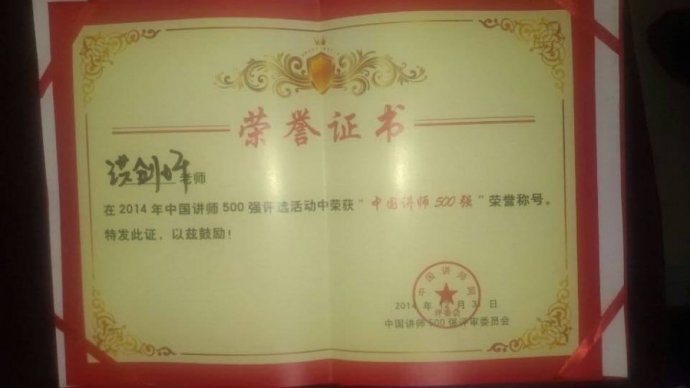 荣誉证书
洪剑 老师
在2014年中国讲师500强评选活动中荣获“中国讲师500强”荣誉称号。
特发此证，以兹鼓励！
2014年 月3 日
中国讲师500强评审委员会